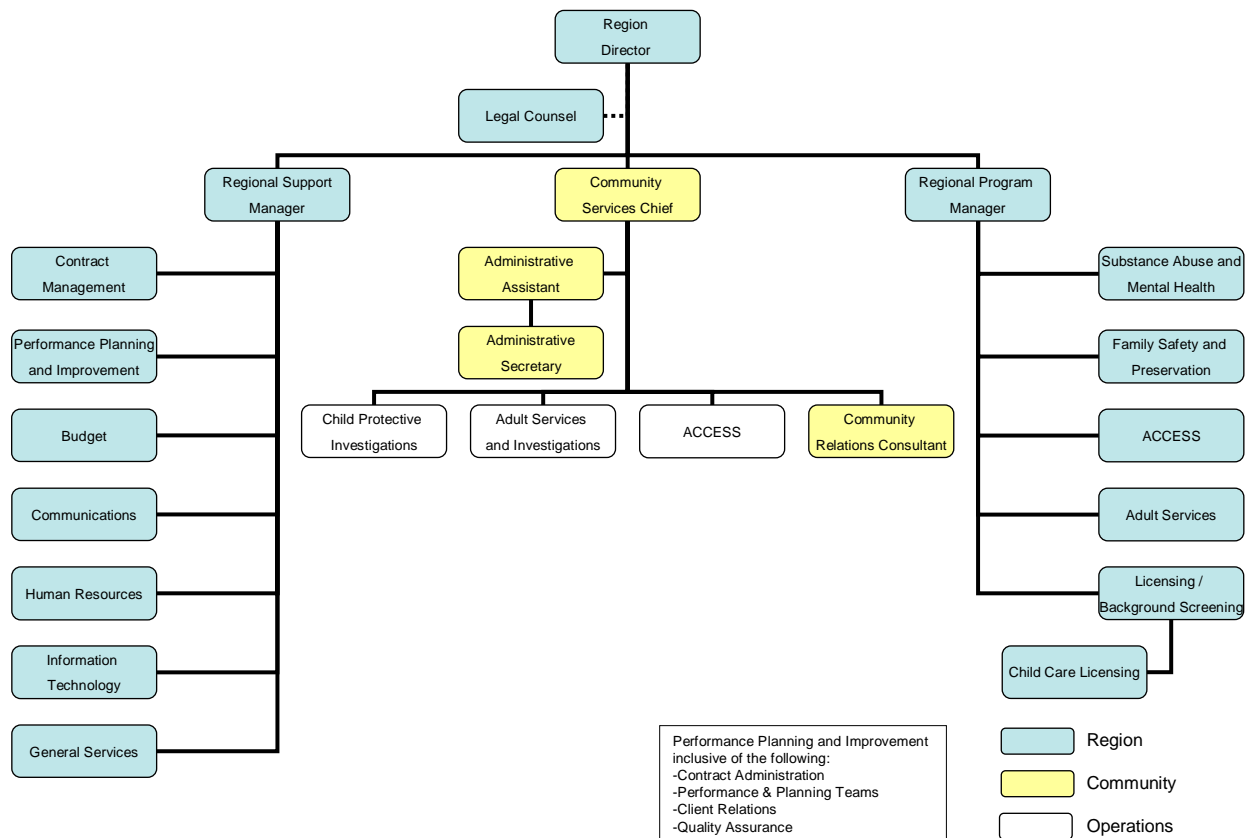 Region
Director
Legal Counsel
Regional Support
Manager
Community
Services Chief
Regional Program
Manager
Contract
Management
Administrative
Assistant
Substance Abuse and
Mental Health
Performance Planning
and Improvement
Administrative
Secretary
Family Safety and
Preservation
Budget
Child Protective
Investigations
Adult Services
and Investigations
ACCESS
Community
Relations Consultant
ACCESS
Communications
Adult Services
Human Resources
Licensing /
Background Screening
Information
Technology
Child Care Licensing
General Services
Performance Planning and Improvement
inclusive of the following:
-Contract Administration
-Performance & Planning Teams
-Client Relations
-Quality Assurance
Region
Community
Operations